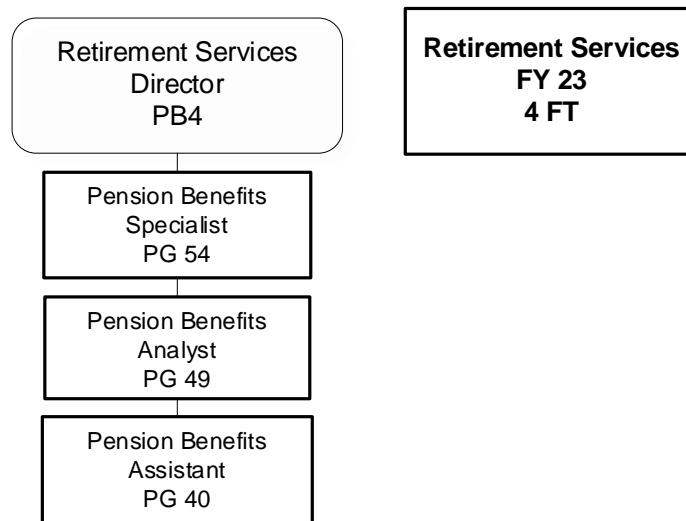 Retirement Services
Director
PB4
Retirement Services
FY 23
4 FT
Pension Benefits
Specialist
PG 54
Pension Benefits
Analyst
PG 49
Pension Benefits
Assistant
PG 40